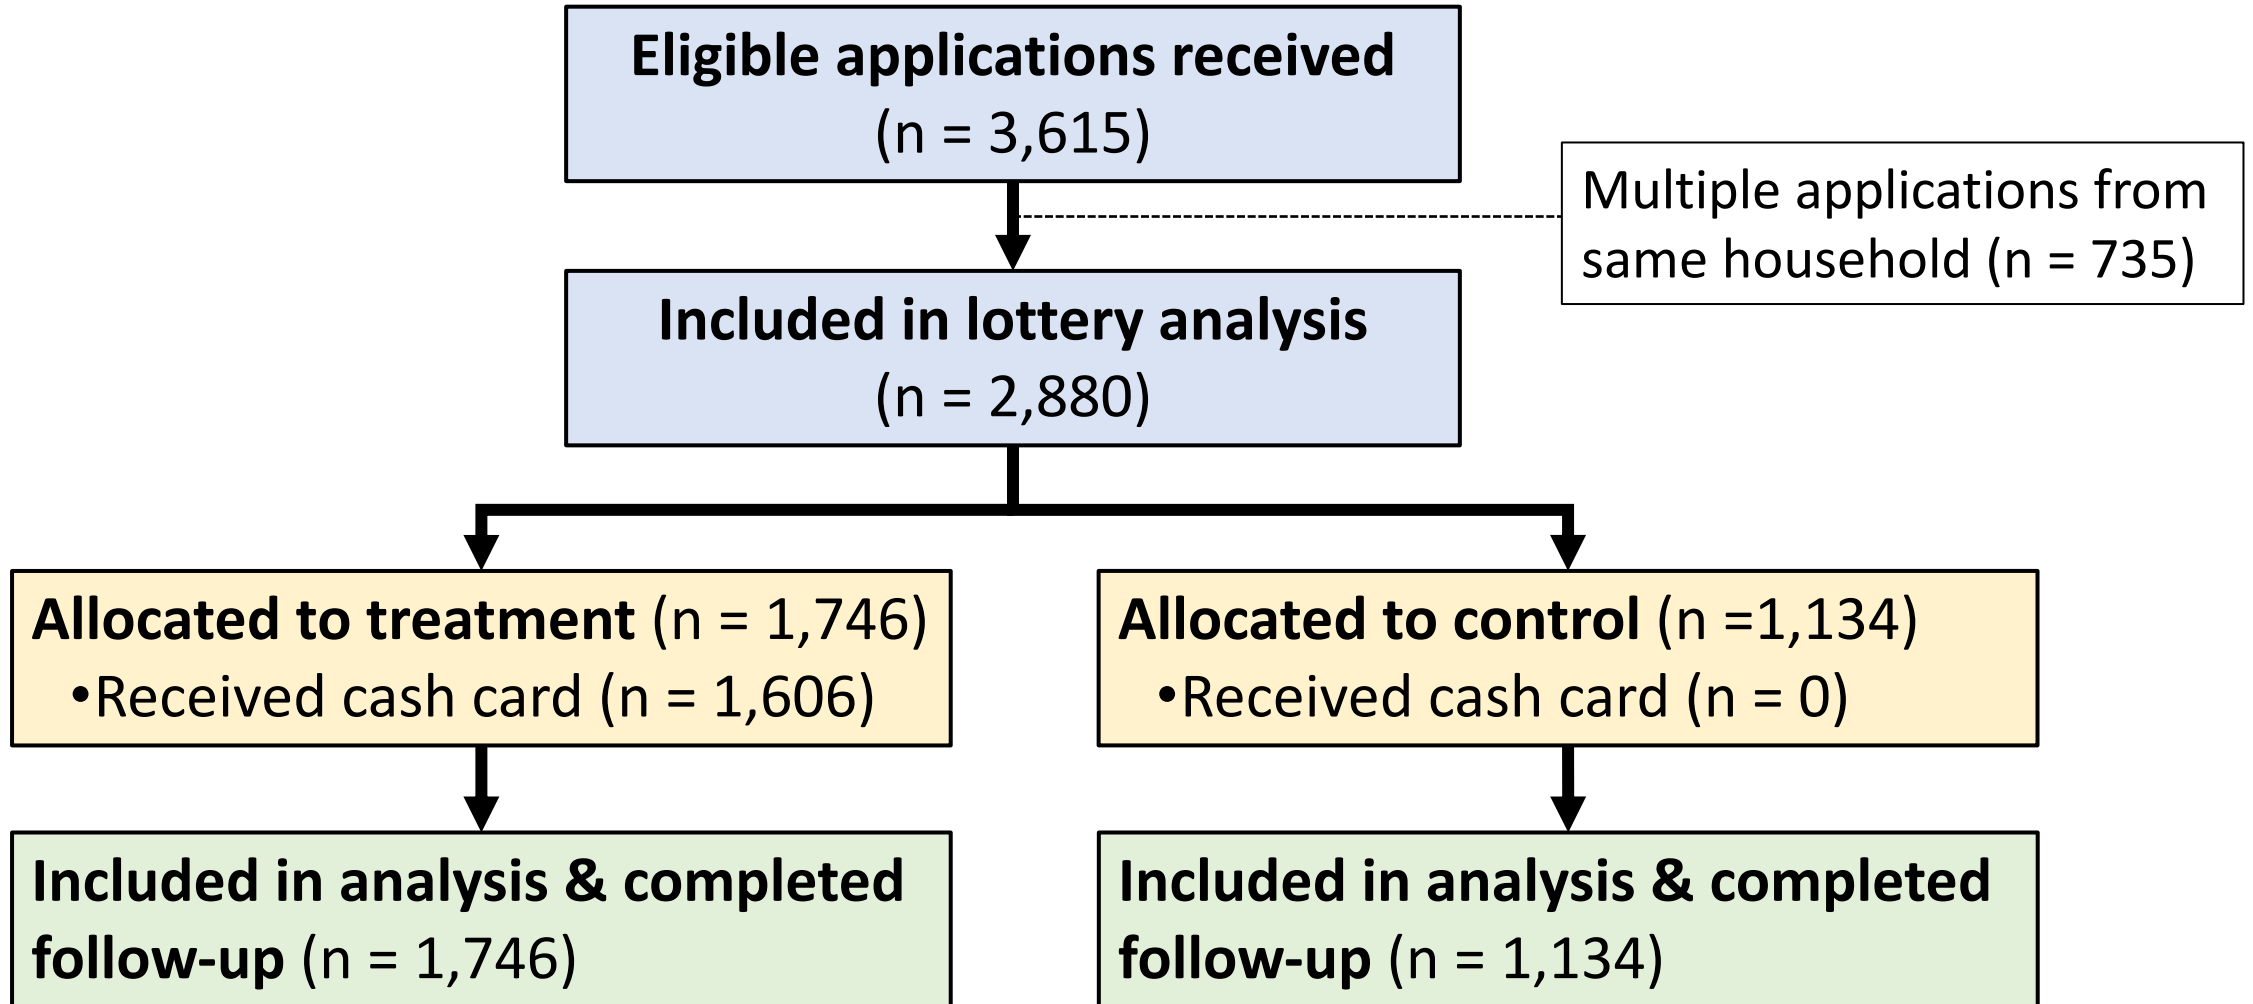 Eligible applications received
(n = 3,615)
Multiple applications from
same household (n = 735)
Included in lottery analysis
(n = 2,880)
Allocated to treatment (n = 1,746)
•Received cash card (n = 1,606)
Allocated to control (n =1,134)
•Received cash card (n = 0)
Included in analysis & completed
follow-up (n = 1,746)
Included in analysis & completed
follow-up (n = 1,134)